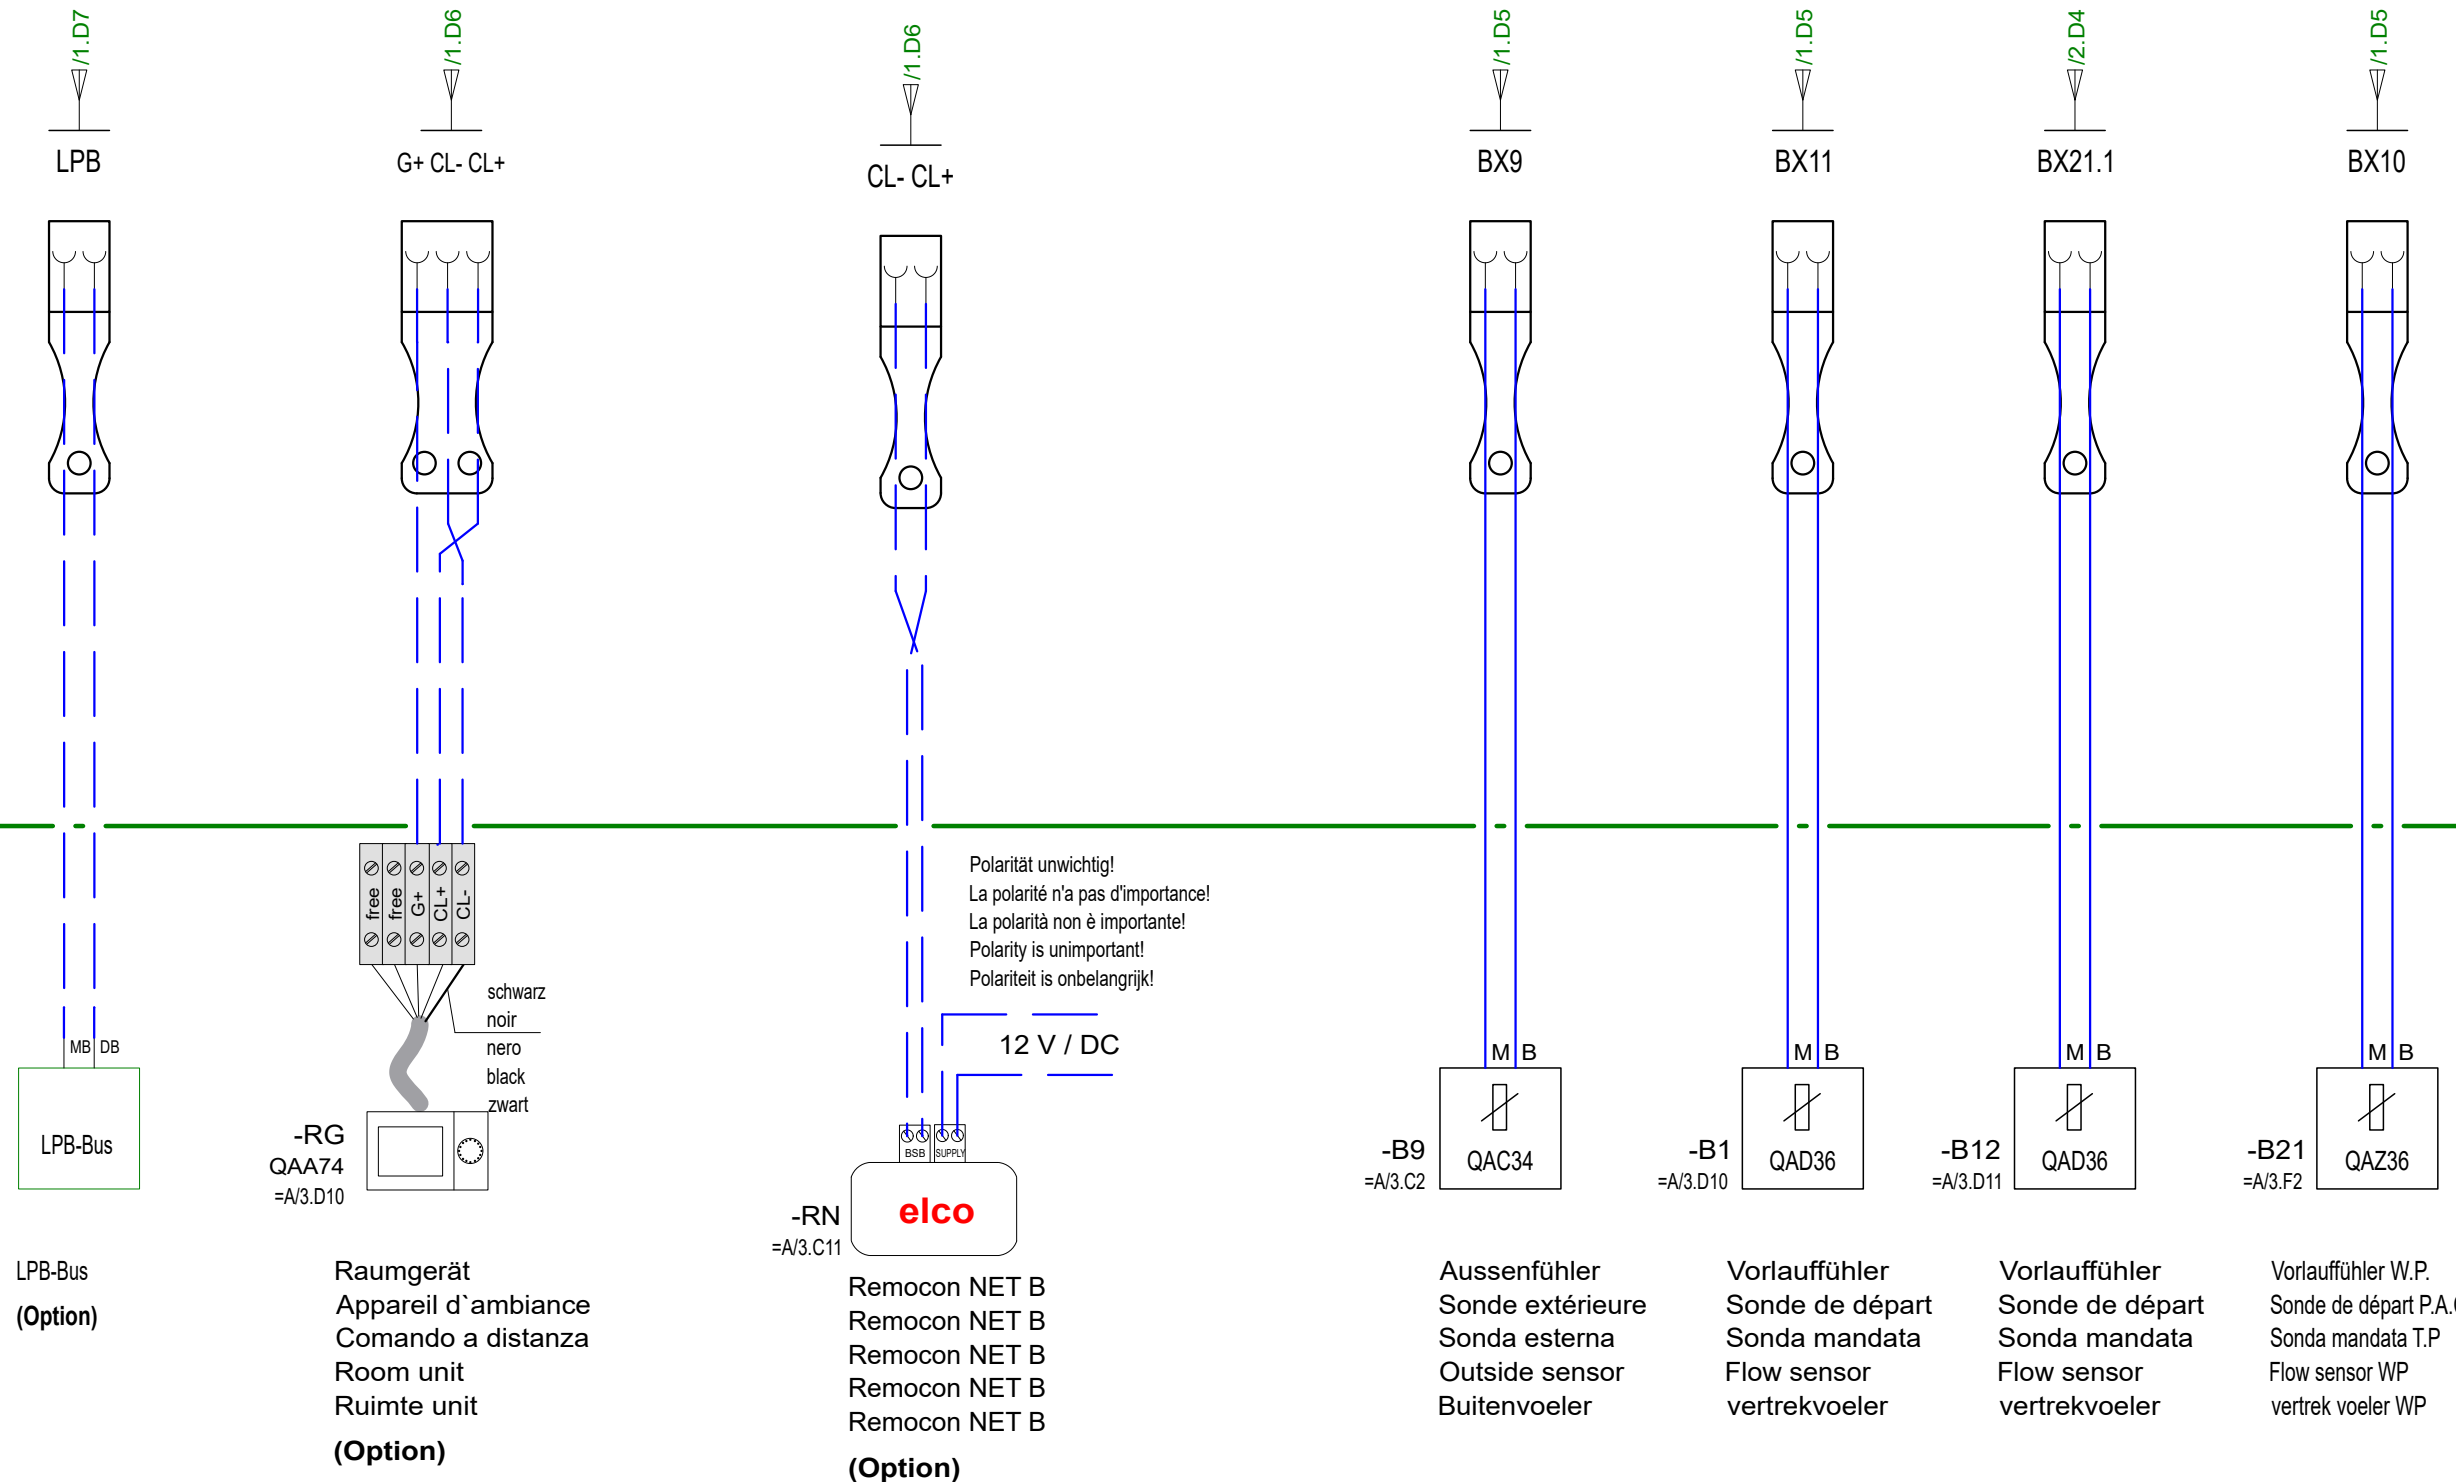 /1.D7
/1.D6
/1.D6
/1.D5
/1.D5
/2.D4
/1.D5
LPB
G+ CL- CL+
CL- CL+
BX9
BX11
BX21.1
BX10
free
free
G+
CL+
CL-
schwarz
noir
nero
black
zwart
Polarität unwichtig!
La polarité n'a pas d'importance!
La polarità non è importante!
Polarity is unimportant!
Polariteit is onbelangrijk!
12 V / DC
MB DB
LPB-Bus
-RG
QAA74
=A/3.D10
BSB
SUPPLY
elco
-RN
=A/3.C11
M B
QAC34
-B9
=A/3.C2
M B
QAD36
-B1
=A/3.D10
M B
QAD36
-B12
=A/3.D11
M B
QAZ36
-B21
=A/3.F2
LPB-Bus
(Option)
Raumgerät
Appareil d`ambiance
Comando a distanza
Room unit
Ruimte unit
(Option)
Remocon NET B
Remocon NET B
Remocon NET B
Remocon NET B
Remocon NET B
(Option)
Aussenfühler
Sonde extérieure
Sonda esterna
Outside sensor
Buitenvoeler
Vorlauffühler
Sonde de départ
Sonda mandata
Flow sensor
vertrekvoeler
Vorlauffühler
Sonde de départ
Sonda mandata
Flow sensor
vertrekvoeler
Vorlauffühler W.P.
Sonde de départ P.A.
Sonda mandata T.P
Flow sensor WP
vertrek voeler WP